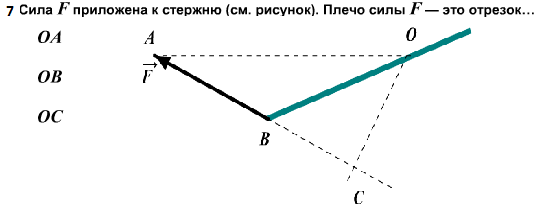 7 Сила F приложена к стержню (см. рисунок). Плечо силы F — это отрезок...
OA
A
O
F
OB
OC
B
C